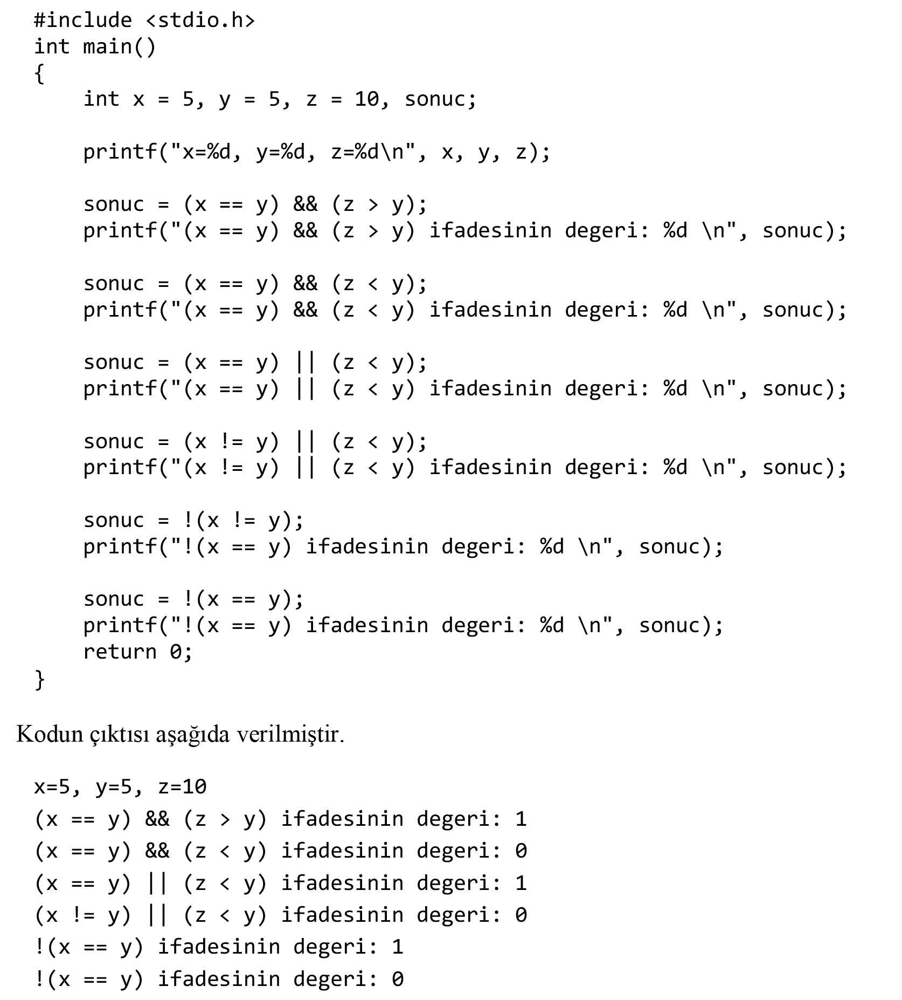 #include <stdio.h>
int main()
{
    int x = 5, y = 5, z = 10, sonuc;

    printf("x=%d, y=%d, z=%d\n", x, y, z);

    sonuc = (x == y) && (z > y);
    printf("(x == y) && (z > y) ifadesinin degeri: %d \n", sonuc);

    sonuc = (x == y) && (z < y);
    printf("(x == y) && (z < y) ifadesinin degeri: %d \n", sonuc);

    sonuc = (x == y) || (z < y);
    printf("(x == y) || (z < y) ifadesinin degeri: %d \n", sonuc);

    sonuc = (x != y) || (z < y);
    printf("(x != y) || (z < y) ifadesinin degeri: %d \n", sonuc);

    sonuc = !(x != y);
    printf("!(x == y) ifadesinin degeri: %d \n", sonuc);

    sonuc = !(x == y);
    printf("!(x == y) ifadesinin degeri: %d \n", sonuc);
    return 0;
}
Kodun çıktısı aşağıda verilmiştir.
x=5, y=5, z=10
(x == y) && (z > y) ifadesinin degeri: 1
(x == y) && (z < y) ifadesinin degeri: 0
(x == y) || (z < y) ifadesinin degeri: 1
(x != y) || (z < y) ifadesinin degeri: 0
!(x == y) ifadesinin degeri: 1
!(x == y) ifadesinin degeri: 0